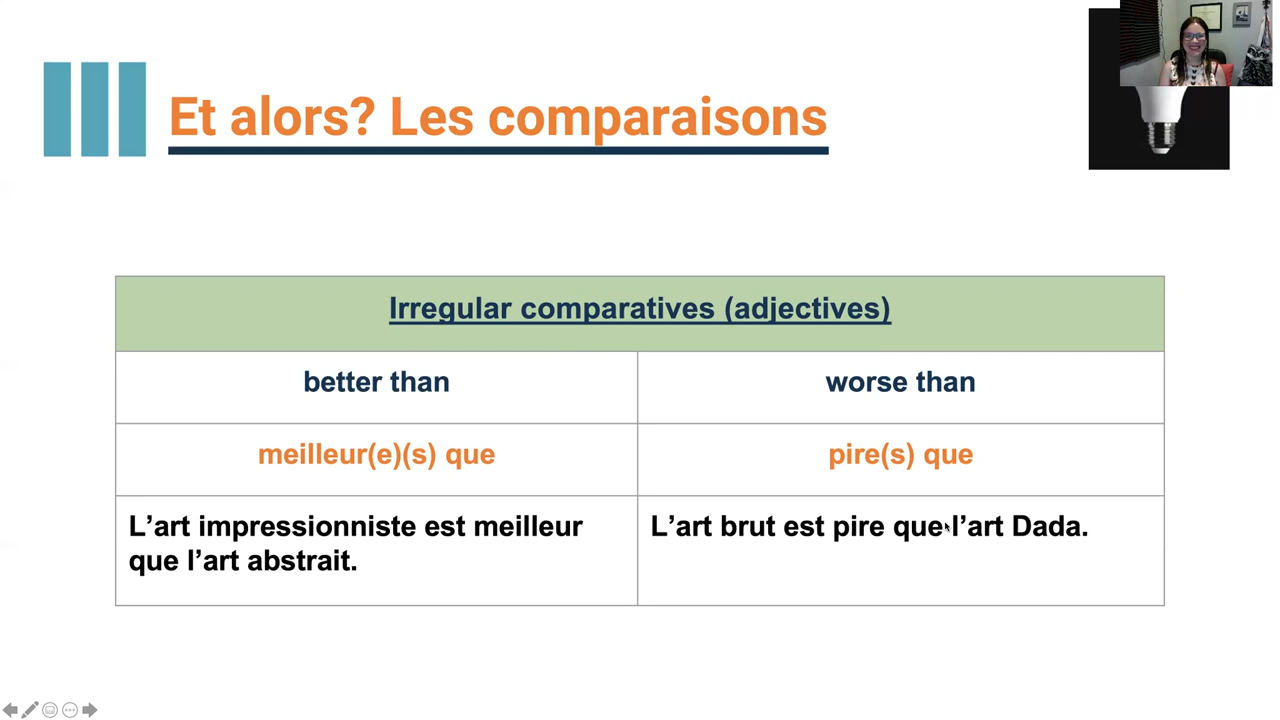 Et alors? Les comparaisons
Irregular comparatives (adjectives)
better than
worse than
meilleur(e)(s) que
pire(s) que
L’art impressionniste est meilleur
que l’art abstrait.
L’art brut est pire que l’art Dada.